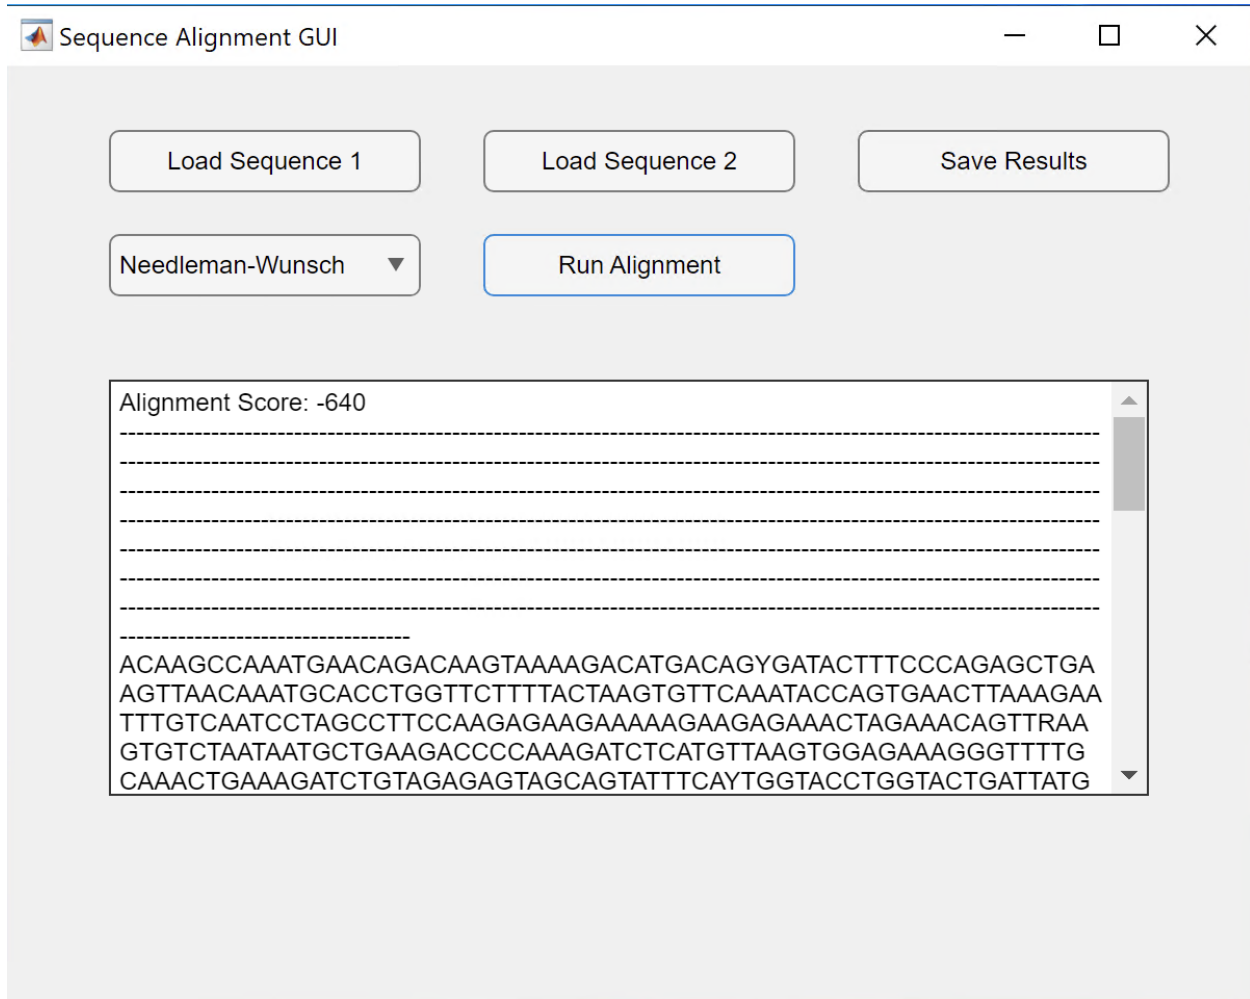 Sequence Alignment GUI
Load Sequence 1
Load Sequence 2
Save Results
Needleman-Wunsch
Run Alignment
Alignment Score: -640
----------------------------------------------------------------------------------------------------------------------
----------------------------------------------------------------------------------------------------------------------
----------------------------------------------------------------------------------------------------------------------
----------------------------------------------------------------------------------------------------------------------
----------------------------------------------------------------------------------------------------------------------
----------------------------------------------------------------------------------------------------------------------
----------------------------------------------------------------------------------------------------------------------
-----------------------------------
ACAAGCCAAATGAACAGACAAGTAAAAGACATGACAGYGATACTTTCCCAGAGCTGA
AGTTAACAAATGCACCTGGTTCTTTTACTAAGTGTTCAAATACCAGTGAACTTAAAGAA
TTTGTCAATCCTAGCCTTCCAAGAGAAGAAAAAGAAGAGAAACTAGAAACAGTTRAA
GTGTCTAATAATGCTGAAGACCCCAAAGATCTCATGTTAAGTGGAGAAAGGGTTTTG
CAAACTGAAAGATCTGTAGAGAGTAGCAGTATTTCAYTGGTACCTGGTACTGATTATG